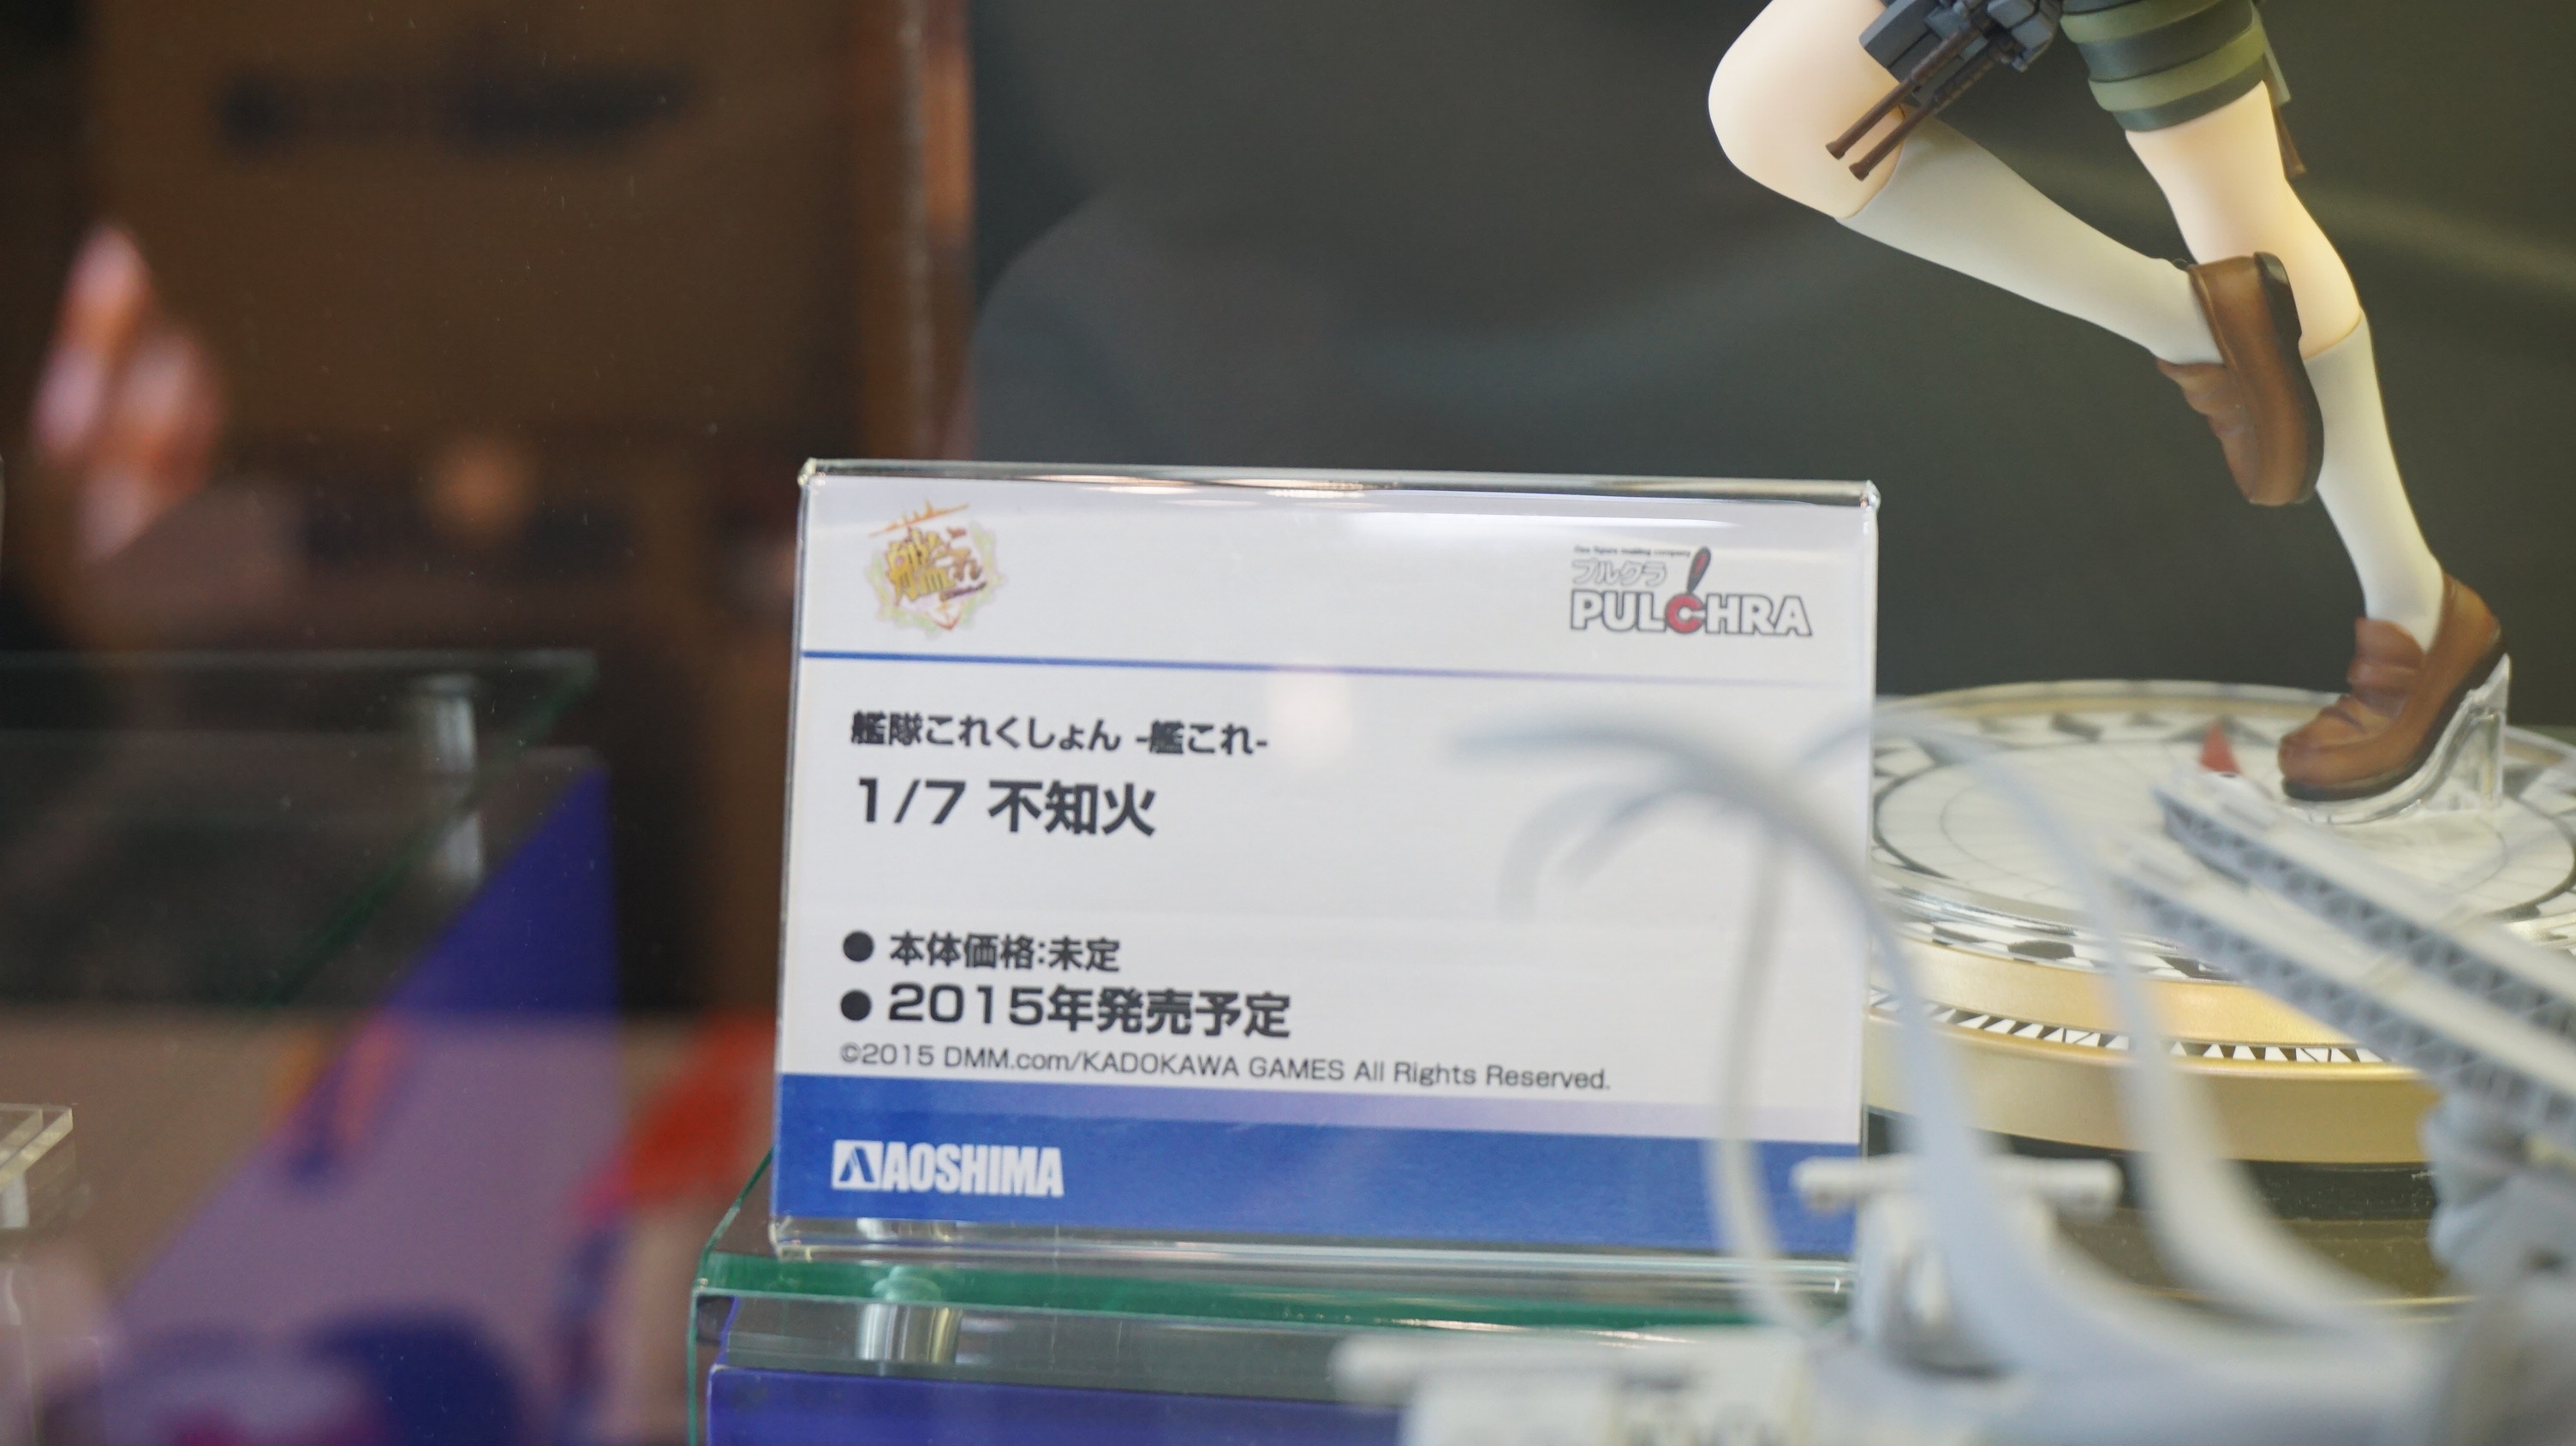 艦これ
プルクラ
PULCHRA
艦隊これくしょん -艦これ-
1/7 不知火
● 本体価格:未定
● 2015年発売予定
©2015 DMM.com/KADOKAWA GAMES All Rights Reserved.
AOSHIMA